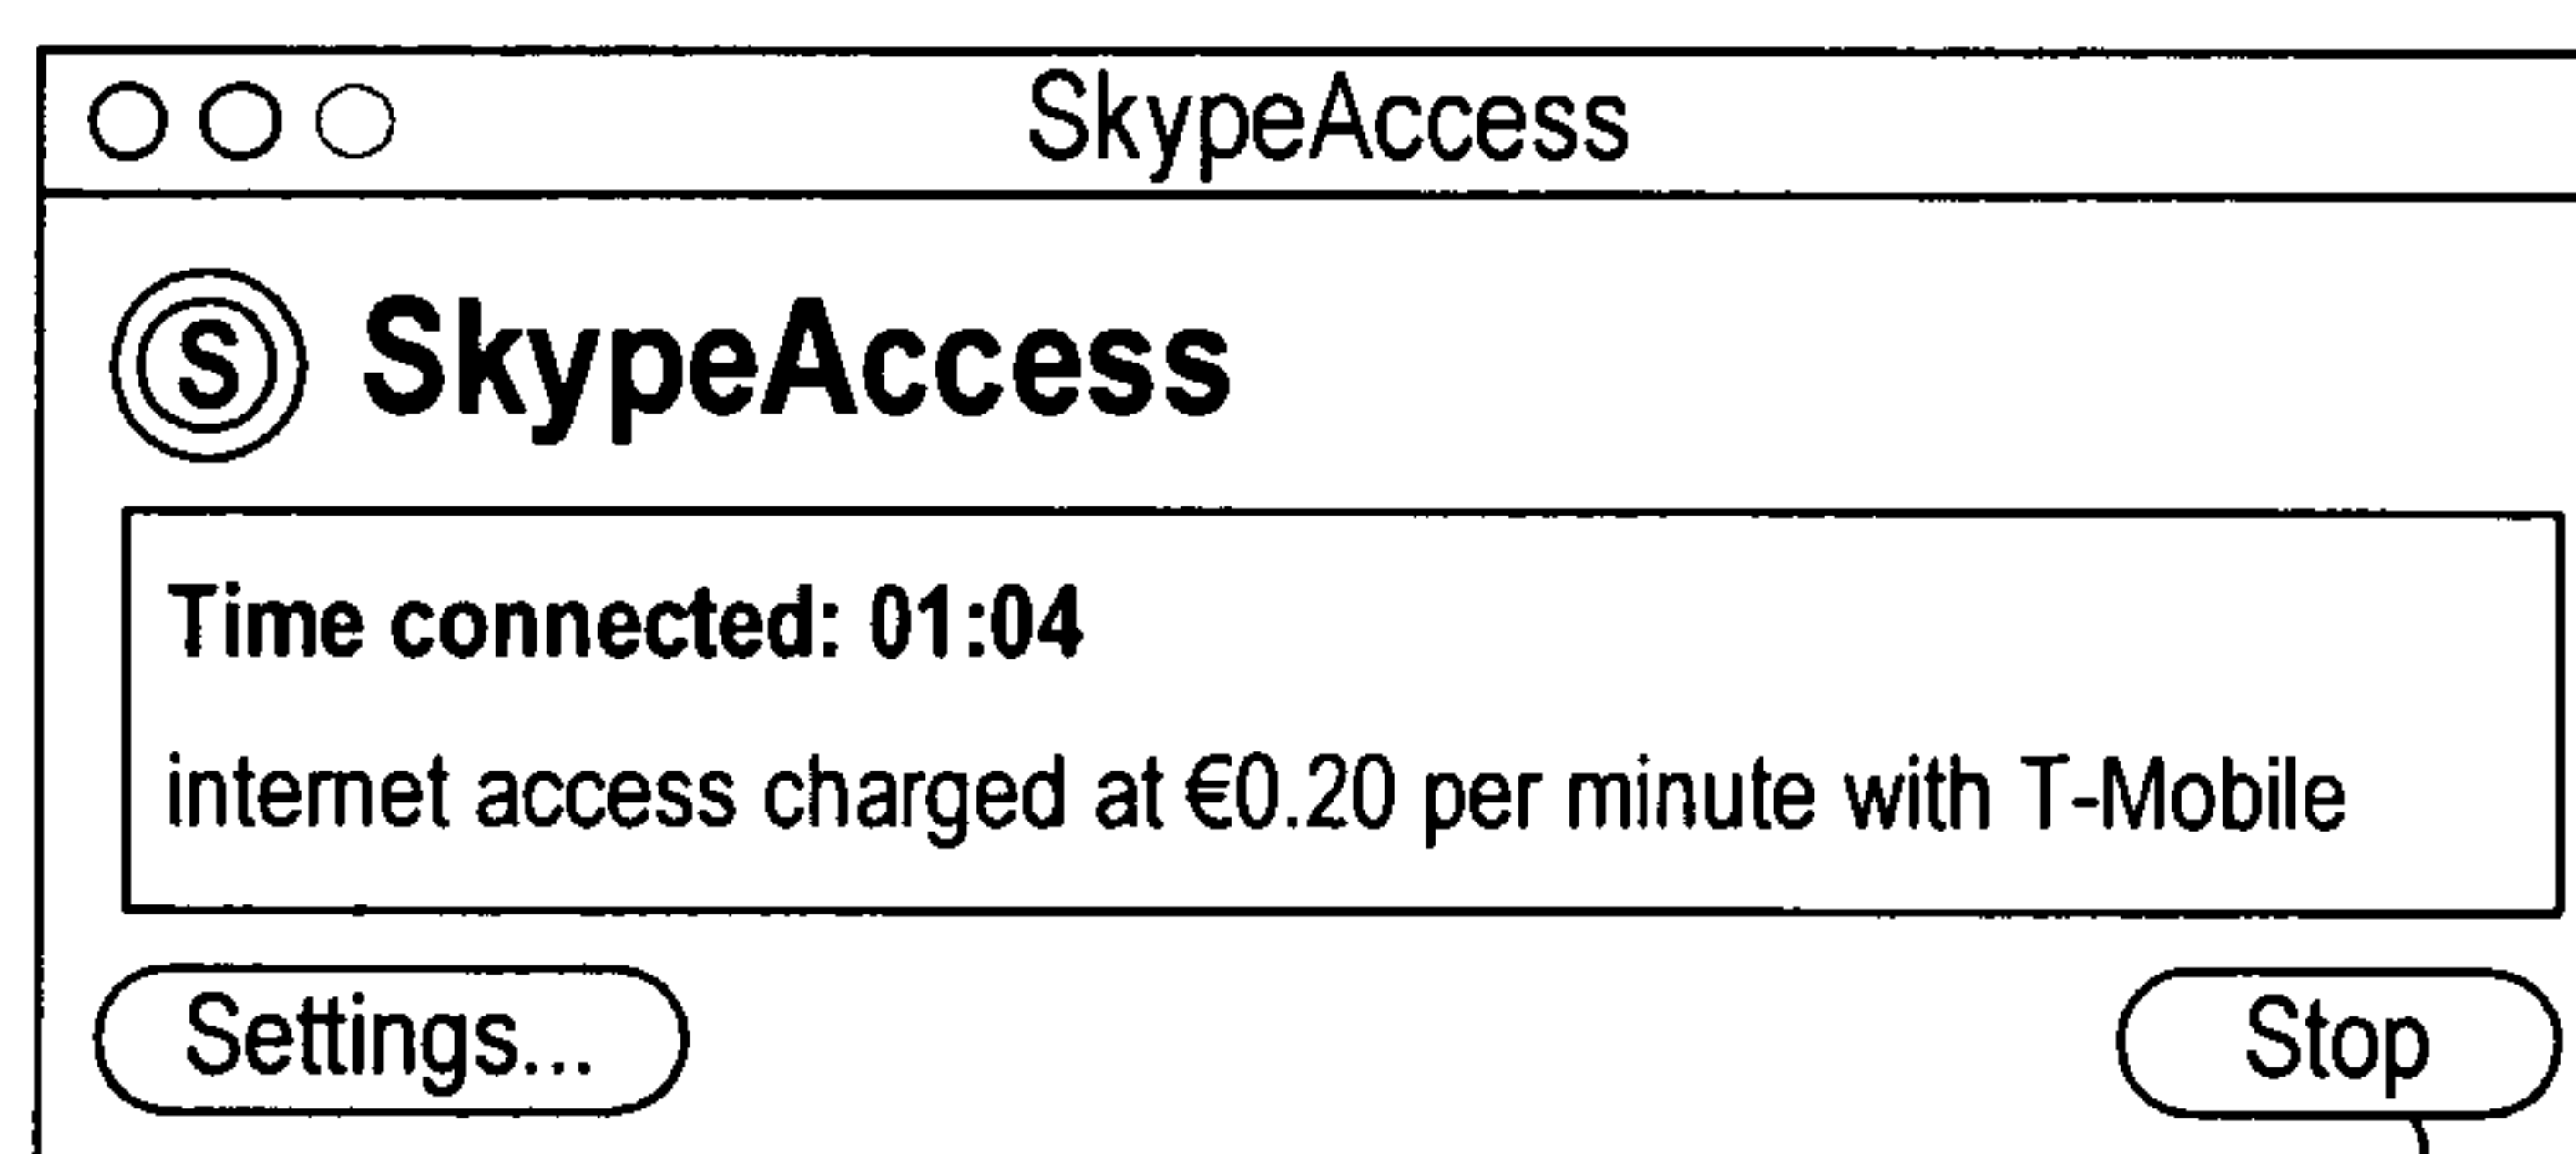 SkypeAccess
S SkypeAccess
Time connected: 01:04
internet access charged at €0.20 per minute with T-Mobile
Settings...
Stop